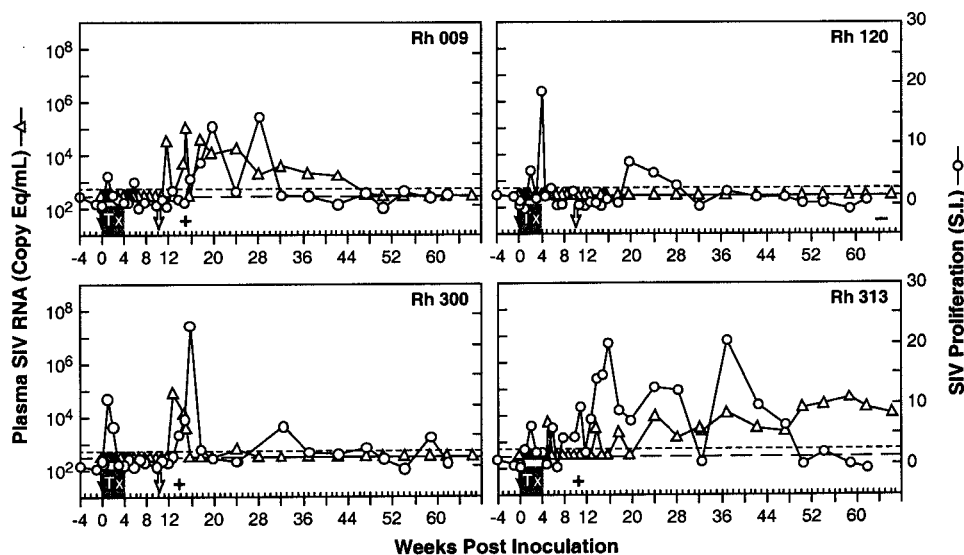 Rh 009
Rh 120
Rh 300
Rh 313
Plasma SIV RNA (Copy Eq/mL) —△—
SIV Proliferation (S.I.) —○—
10⁸
10⁶
10⁴
10²
30
20
10
0
Tx
+
-4 0 4 8 12 20 28 36 44 52 60
Tx
−
-4 0 4 8 12 20 28 36 44 52 60
10⁸
10⁶
10⁴
10²
30
20
10
0
Tx
+
-4 0 4 8 12 20 28 36 44 52 60
Tx
+
-4 0 4 8 12 20 28 36 44 52 60
Weeks Post Inoculation